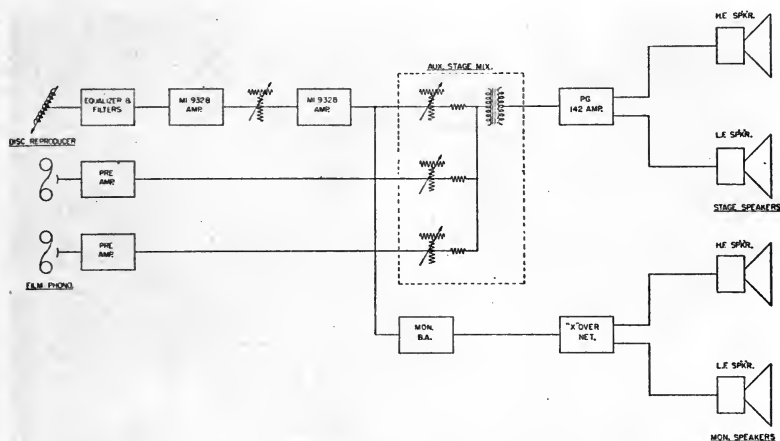 H.E SPKR.
AUX. STAGE MIX.
EQUALIZER &
FILTERS
MI 9328
AMP.
MI 9328
AMP.
PG
142 AMP.
DISC REPRODUCER
L.F. SPKR.
PRE
AMP.
STAGE SPEAKERS
PRE
AMP.
H.F. SPKR.
FILM PHONO.
MON.
B.A.
"X"OVER
NET.
L.F. SPKR.
MON. SPEAKERS